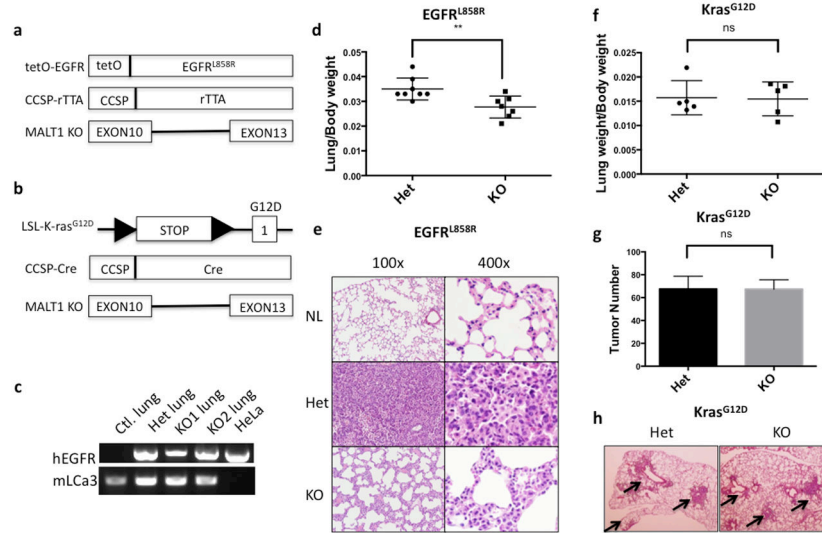 a
tetO-EGFR tetO EGFR^L858R
CCSP-rTTA CCSP rTTA
MALT1 KO EXON10 EXON13
b
G12D
LSL-K-ras^G12D STOP 1
CCSP-Cre CCSP Cre
MALT1 KO EXON10 EXON13
c
Ctl. lung Het lung KO1 lung KO2 lung HeLa
hEGFR
mLCa3
d
EGFR^L858R
**
Lung/Body weight
0.05
0.04
0.03
0.02
0.01
0.00
Het KO
e
EGFR^L858R
100x 400x
NL
Het
KO
f
Kras^G12D
ns
Lung weight/Body weight
0.025
0.020
0.015
0.010
0.005
0.000
Het KO
g
Kras^G12D
ns
Tumor Number
100
80
60
40
20
0
Het KO
h
Kras^G12D
Het KO